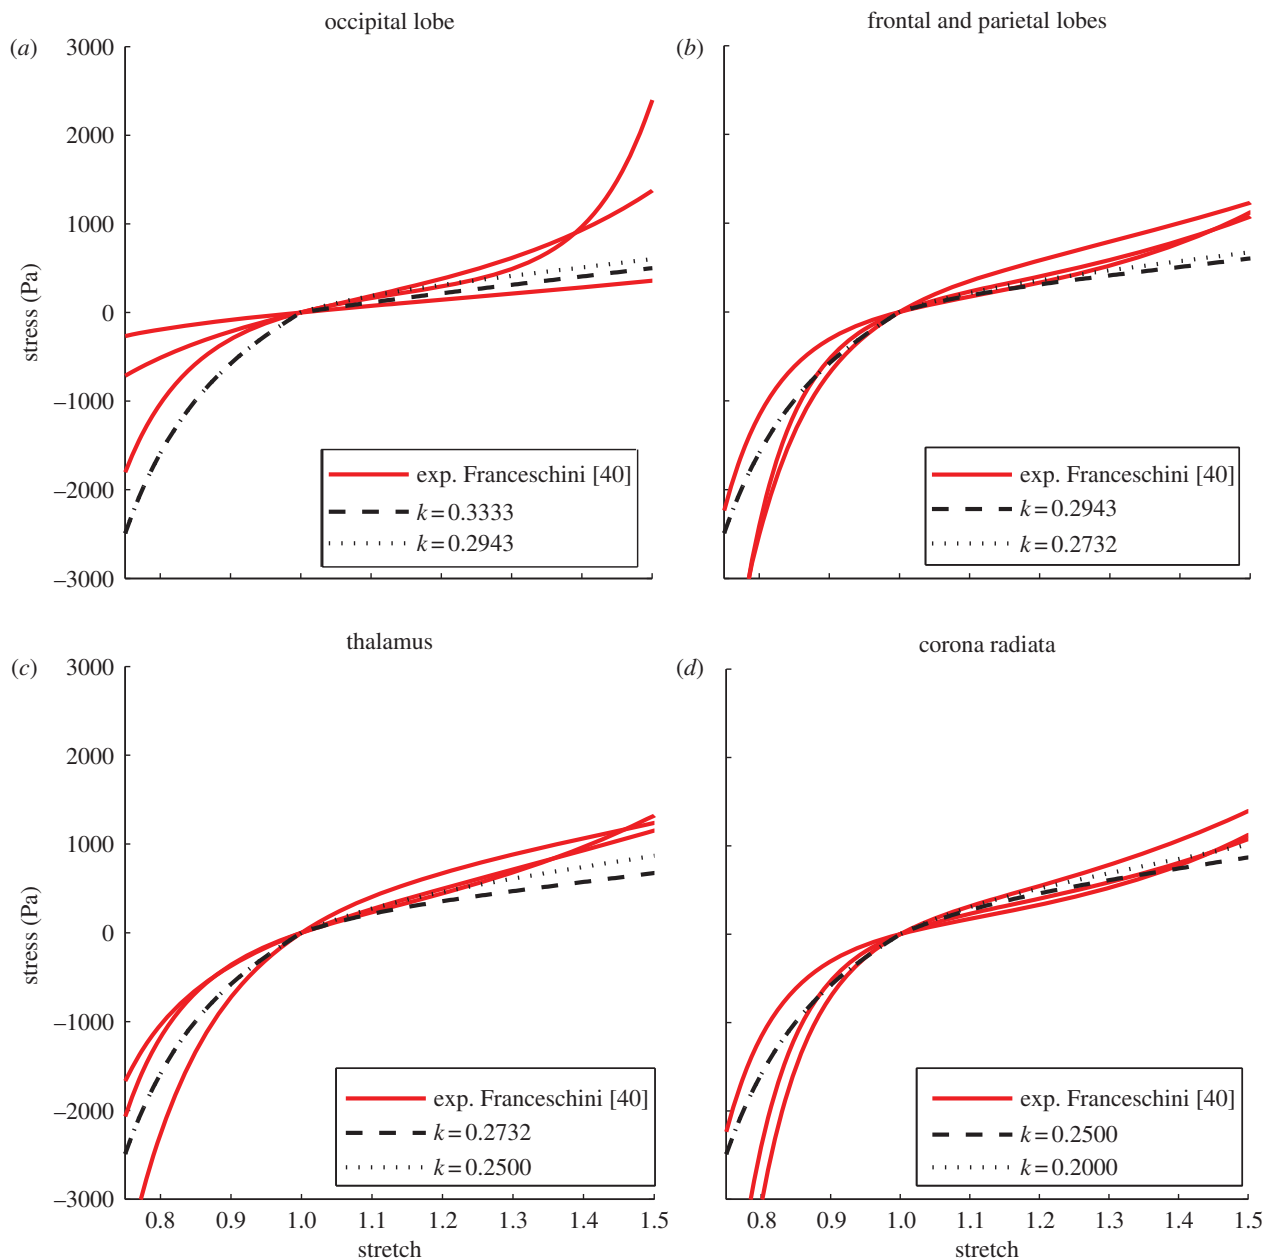 occipital lobe
frontal and parietal lobes
(a)
3000
2000
1000
0
–1000
–2000
–3000
stress (Pa)
exp. Franceschini [40]
k=0.3333
k=0.2943
(b)
exp. Franceschini [40]
k=0.2943
k=0.2732
thalamus
corona radiata
(c)
3000
2000
1000
0
–1000
–2000
–3000
stress (Pa)
exp. Franceschini [40]
k=0.2732
k=0.2500
0.8 0.9 1.0 1.1 1.2 1.3 1.4 1.5
stretch
(d)
exp. Franceschini [40]
k=0.2500
k=0.2000
0.8 0.9 1.0 1.1 1.2 1.3 1.4 1.5
stretch